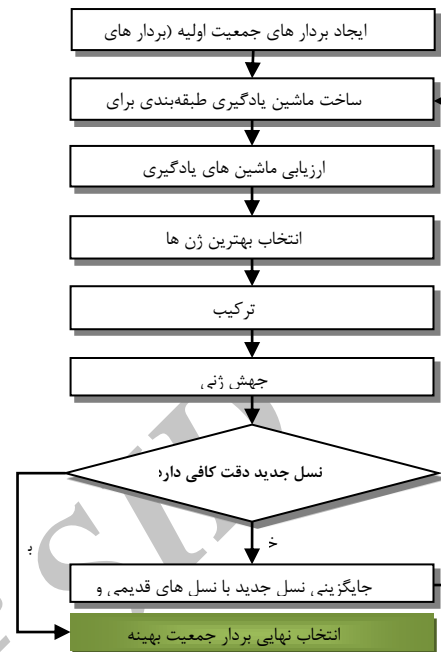 ایجاد بردار های جمعیت اولیه (بردار های
ساخت ماشین یادگیری طبقه‌بندی برای
ارزیابی ماشین های یادگیری
انتخاب بهترین ژن ها
ترکیب
جهش ژنی
نسل جدید دقت کافی دارد
جایگزینی نسل جدید با نسل های قدیمی و
انتخاب نهایی بردار جمعیت بهینه